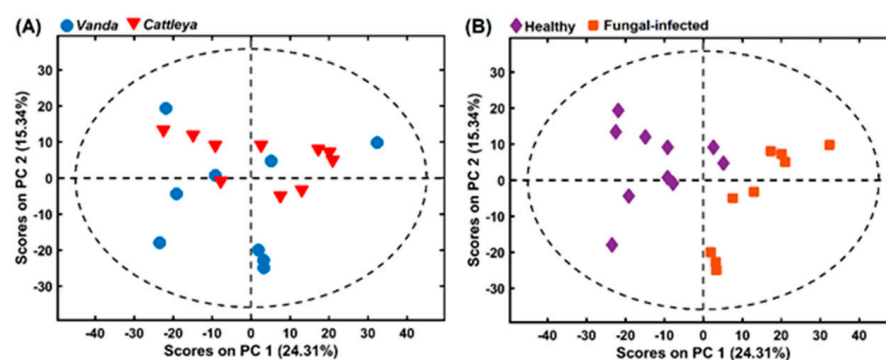 (A) Vanda Cattleya
Scores on PC 2 (15.34%)
30
20
10
0
-10
-20
-30
-40 -30 -20 -10 0 10 20 30 40
Scores on PC 1 (24.31%)
(B) Healthy Fungal-infected
Scores on PC 2 (15.34%)
30
20
10
0
-10
-20
-30
-40 -30 -20 -10 0 10 20 30 40
Scores on PC 1 (24.31%)